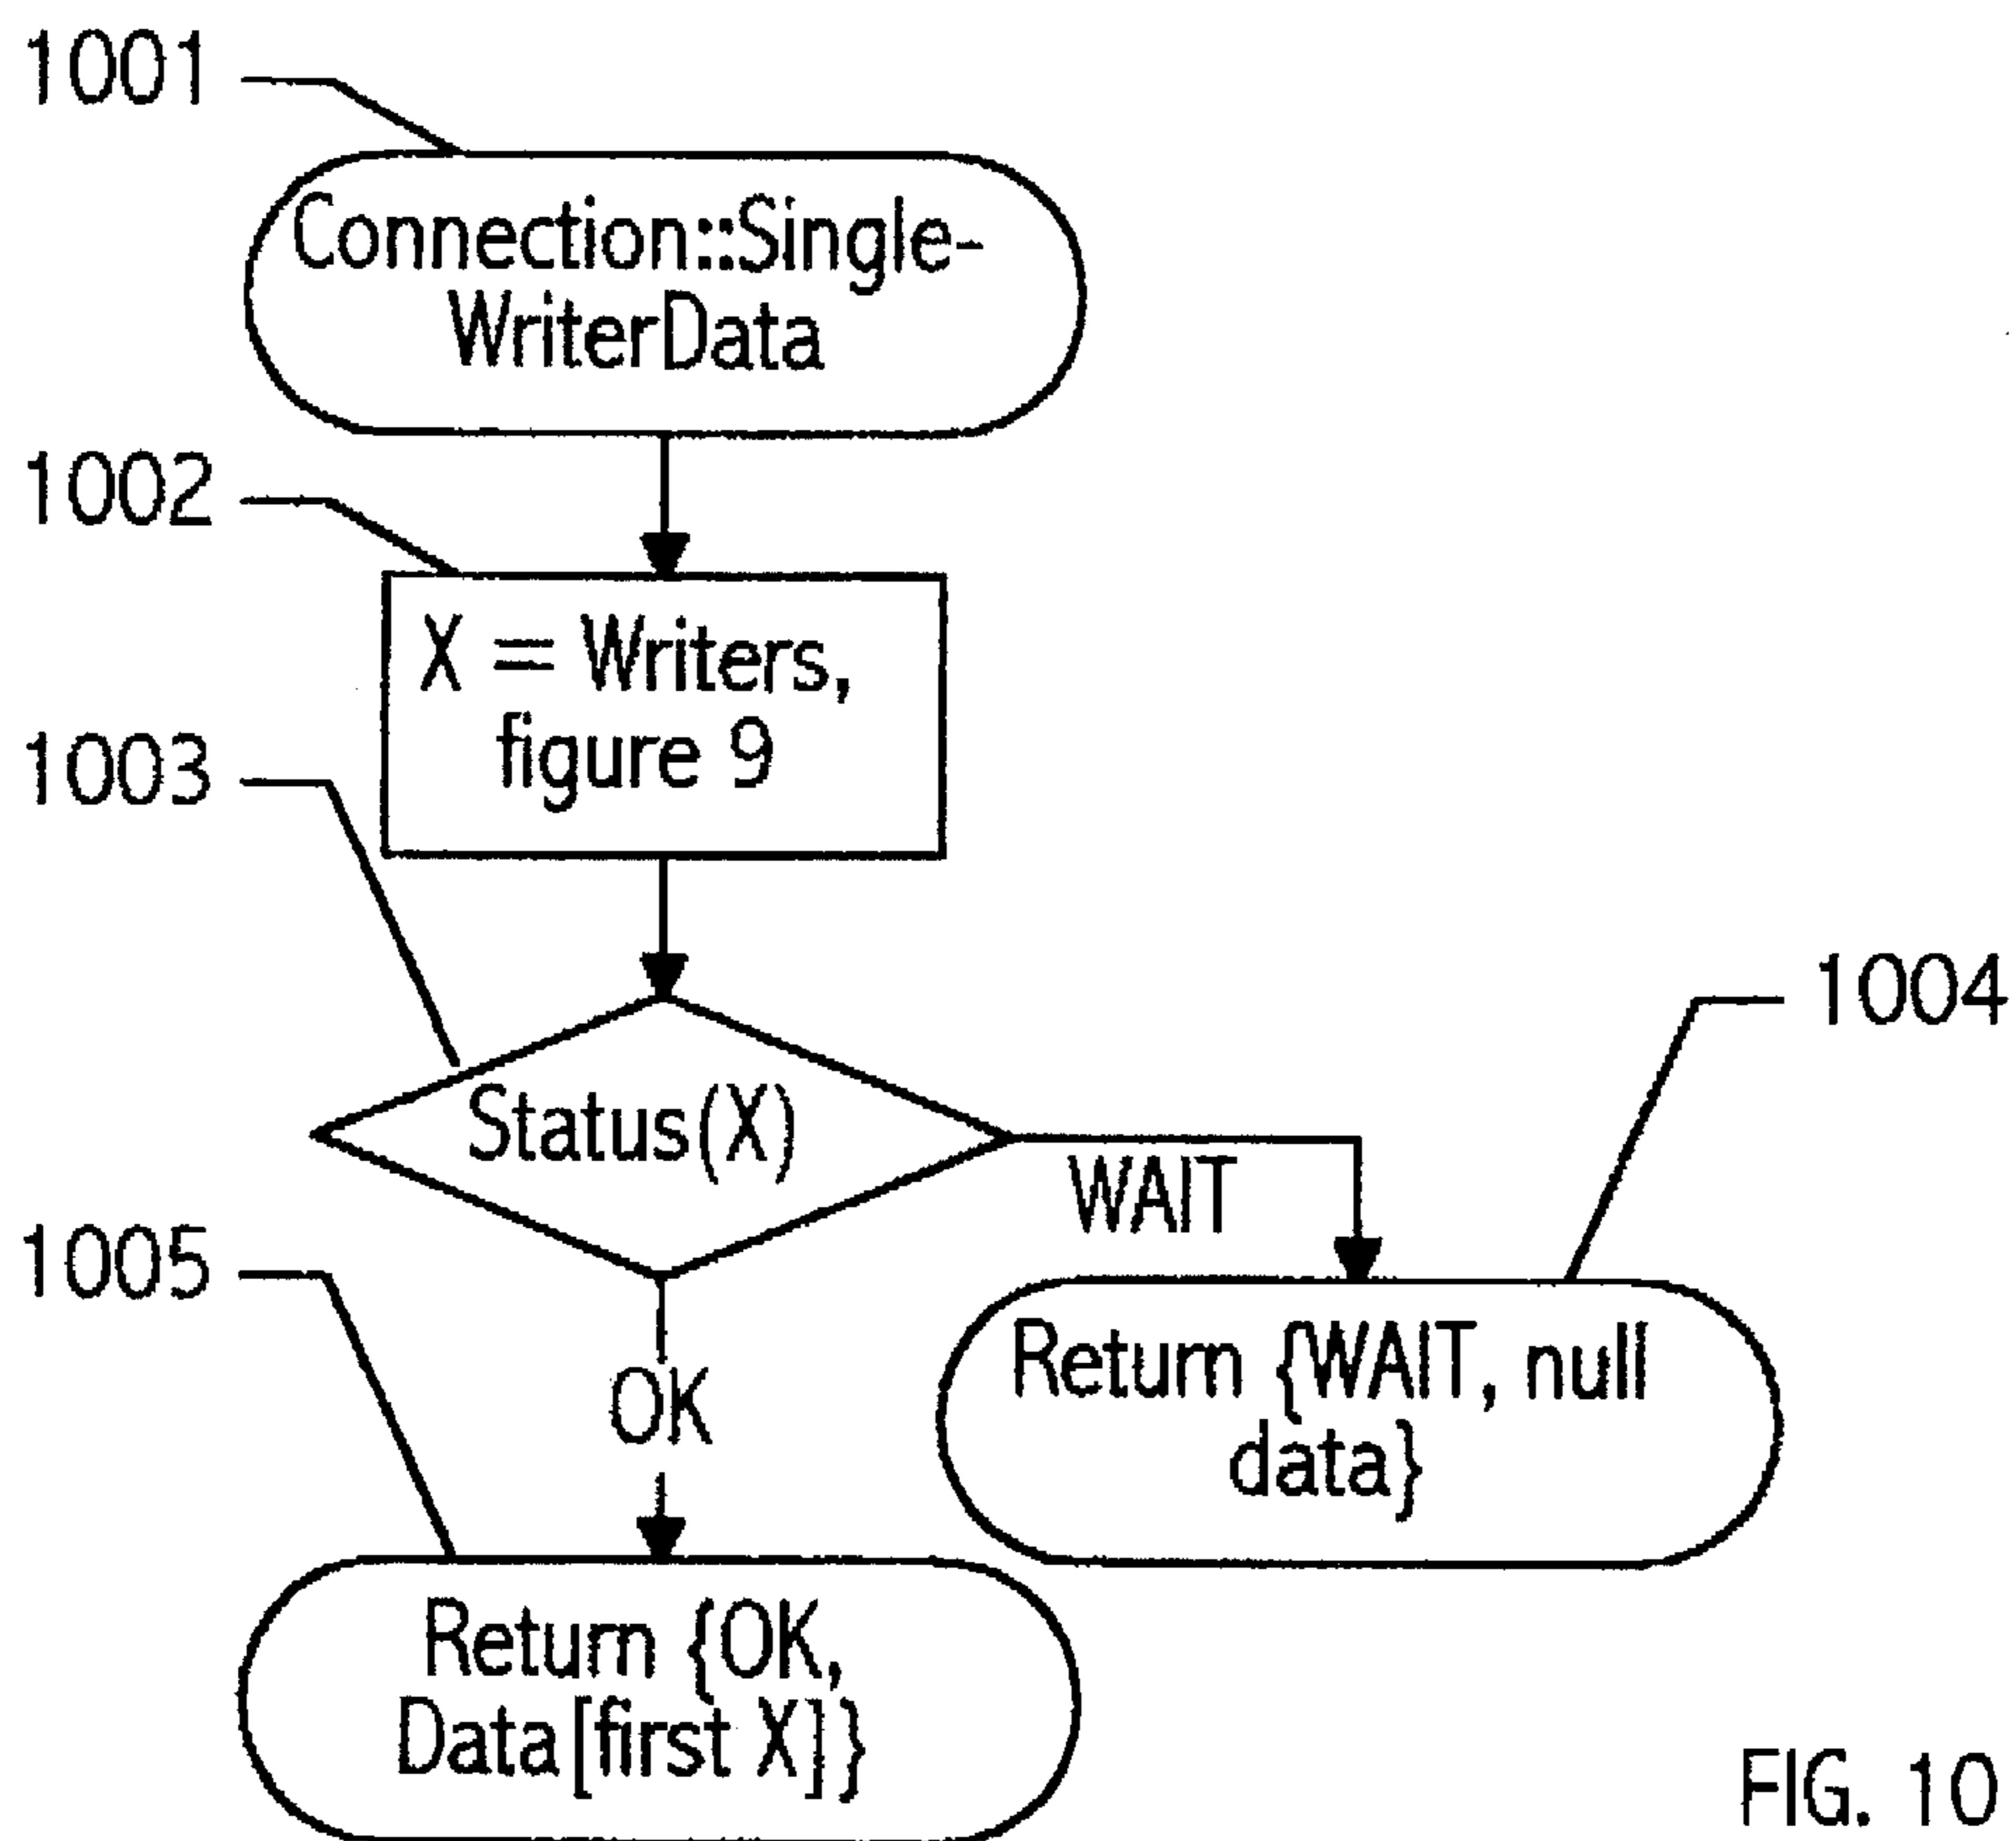 1001
Connection::Single-
WriterData
1002
X = Writers,
figure 9
1003
Status(X)
1004
WAIT
1005
OK
Return {WAIT, null
data}
Return {OK,
Data[first X]}
FIG. 10